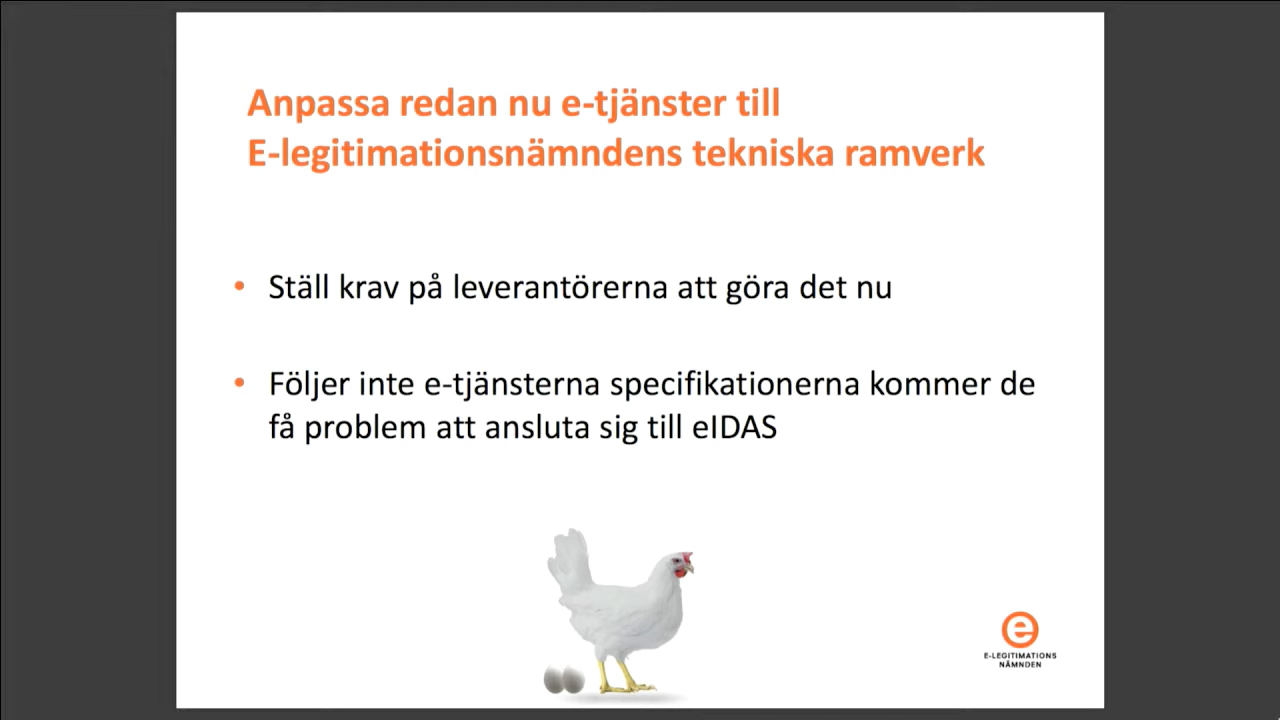 Anpassa redan nu e-tjänster till
E-legitimationsnämndens tekniska ramverk
• Ställ krav på leverantörerna att göra det nu
• Följer inte e-tjänsterna specifikationerna kommer de
få problem att ansluta sig till eIDAS
e
E-LEGITIMATIONS
NÄMNDEN